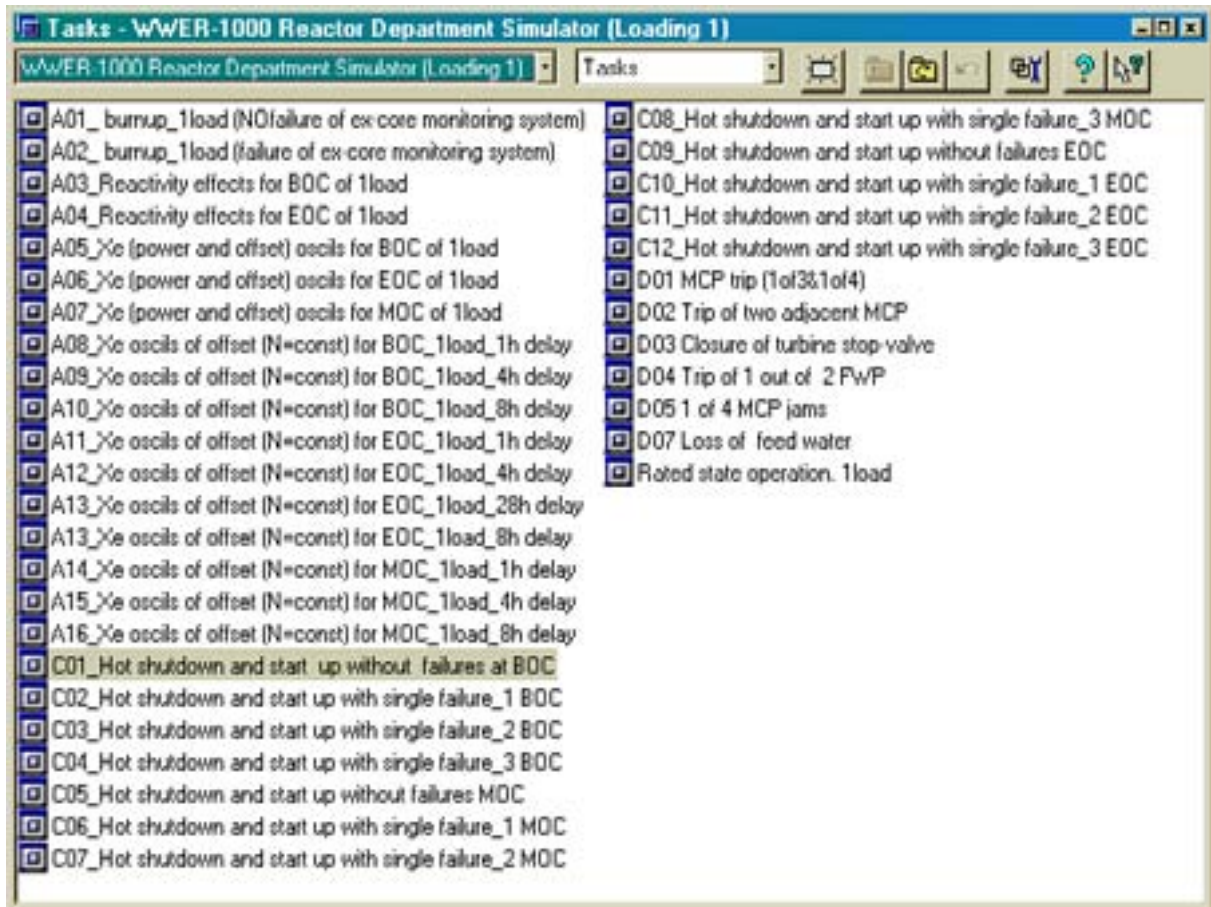 Tasks - WWER-1000 Reactor Department Simulator (Loading 1)
WWER-1000 Reactor Department Simulator (Loading 1) Tasks
A01_ burnup_1load (NOfailure of ex-core monitoring system)
A02_ burnup_1load (failure of ex-core monitoring system)
A03_Reactivity effects for BOC of 1load
A04_Reactivity effects for EOC of 1load
A05_Xe (power and offset) oscils for BOC of 1load
A06_Xe (power and offset) oscils for EOC of 1load
A07_Xe (power and offset) oscils for MOC of 1load
A08_Xe oscils of offset (N=const) for BOC_1load_1h delay
A09_Xe oscils of offset (N=const) for BOC_1load_4h delay
A10_Xe oscils of offset (N=const) for BOC_1load_8h delay
A11_Xe oscils of offset (N=const) for EOC_1load_1h delay
A12_Xe oscils of offset (N=const) for EOC_1load_4h delay
A13_Xe oscils of offset (N=const) for EOC_1load_28h delay
A13_Xe oscils of offset (N=const) for EOC_1load_8h delay
A14_Xe oscils of offset (N=const) for MOC_1load_1h delay
A15_Xe oscils of offset (N=const) for MOC_1load_4h delay
A16_Xe oscils of offset (N=const) for MOC_1load_8h delay
C01_Hot shutdown and start up without failures at BOC
C02_Hot shutdown and start up with single failure_1 BOC
C03_Hot shutdown and start up with single failure_2 BOC
C04_Hot shutdown and start up with single failure_3 BOC
C05_Hot shutdown and start up without failures MOC
C06_Hot shutdown and start up with single failure_1 MOC
C07_Hot shutdown and start up with single failure_2 MOC
C08_Hot shutdown and start up with single failure_3 MOC
C09_Hot shutdown and start up without failures EOC
C10_Hot shutdown and start up with single failure_1 EOC
C11_Hot shutdown and start up with single failure_2 EOC
C12_Hot shutdown and start up with single failure_3 EOC
D01 MCP trip (1of3&1of4)
D02 Trip of two adjacent MCP
D03 Closure of turbine stop-valve
D04 Trip of 1 out of 2 FWP
D05 1 of 4 MCP jams
D07 Loss of feed water
Rated state operation. 1load